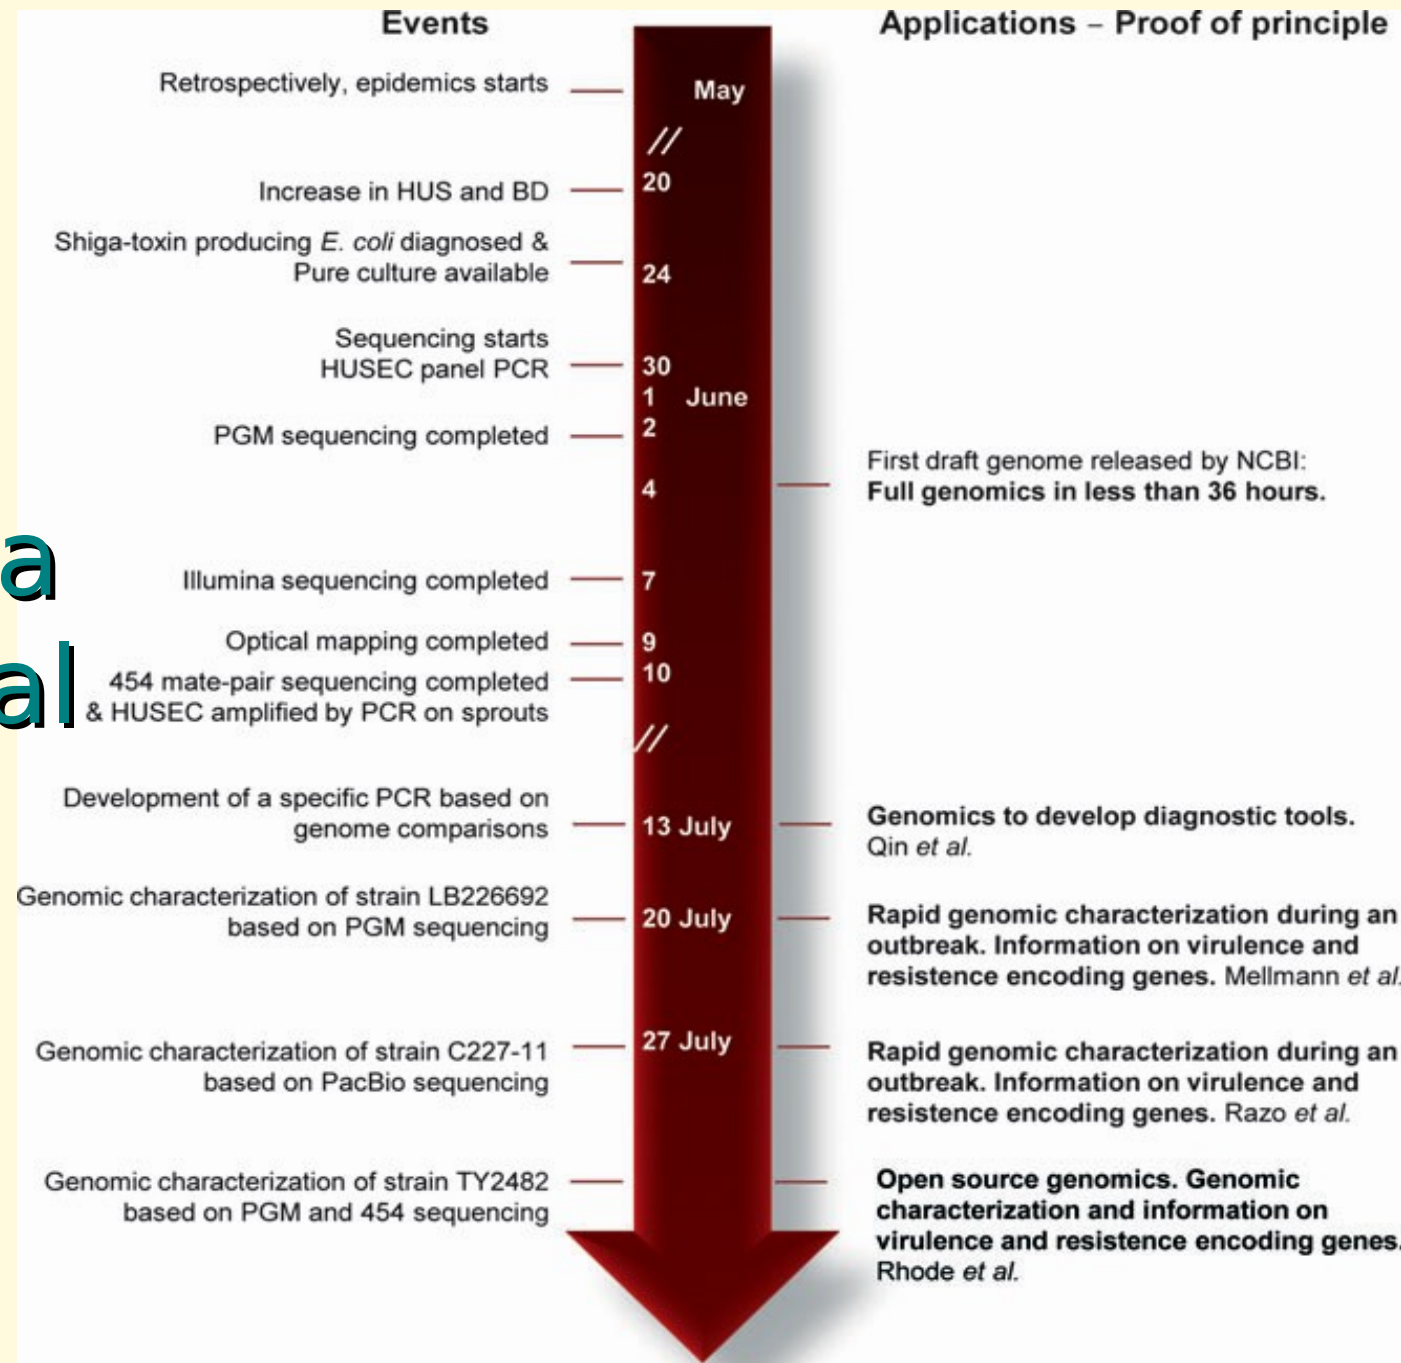 Events
Applications – Proof of principle
Retrospectively, epidemics starts
May
//
Increase in HUS and BD
20
Shiga-toxin producing E. coli diagnosed &
Pure culture available
24
Sequencing starts
HUSEC panel PCR
30
1 June
PGM sequencing completed
2
4
First draft genome released by NCBI:
Full genomics in less than 36 hours.
a
Illumina sequencing completed
7
Optical mapping completed
9
al
454 mate-pair sequencing completed
& HUSEC amplified by PCR on sprouts
10
//
Development of a specific PCR based on
genome comparisons
13 July
Genomics to develop diagnostic tools.
Qin et al.
Genomic characterization of strain LB226692
based on PGM sequencing
20 July
Rapid genomic characterization during an
outbreak. Information on virulence and
resistence encoding genes. Mellmann et al.
Genomic characterization of strain C227-11
based on PacBio sequencing
27 July
Rapid genomic characterization during an
outbreak. Information on virulence and
resistence encoding genes. Razo et al.
Genomic characterization of strain TY2482
based on PGM and 454 sequencing
Open source genomics. Genomic
characterization and information on
virulence and resistence encoding genes.
Rhode et al.